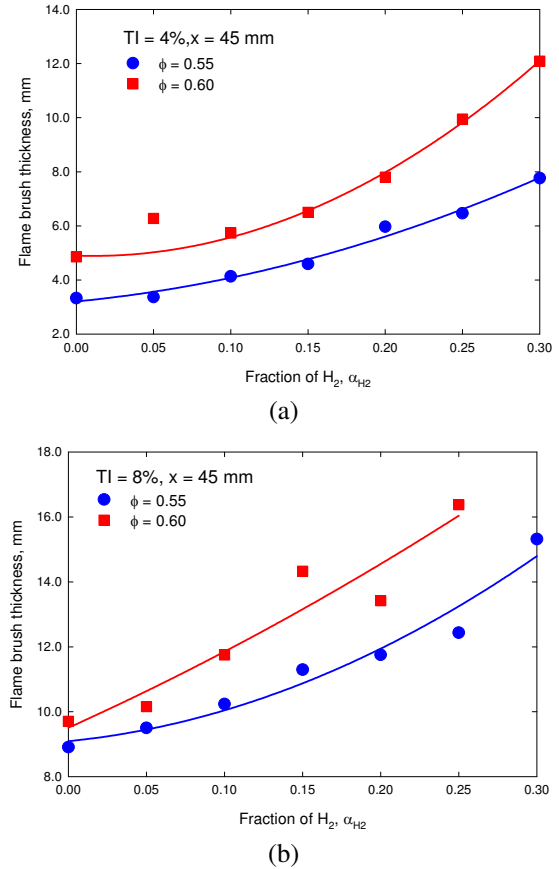 14.0
12.0
10.0
8.0
6.0
4.0
2.0
Flame brush thickness, mm
TI = 4%,x = 45 mm
ϕ = 0.55
ϕ = 0.60
0.00 0.05 0.10 0.15 0.20 0.25 0.30
Fraction of H₂, α_H2
(a)
18.0
16.0
14.0
12.0
10.0
8.0
Flame brush thickness, mm
TI = 8%, x = 45 mm
ϕ = 0.55
ϕ = 0.60
0.00 0.05 0.10 0.15 0.20 0.25 0.30
Fraction of H₂, α_H2
(b)